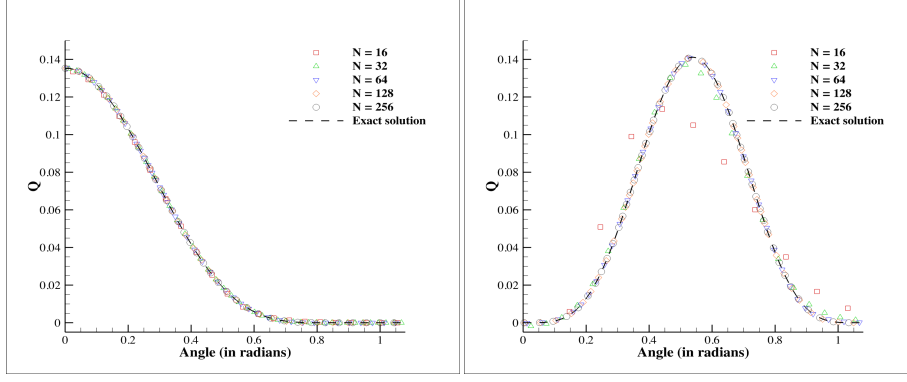 0.14
0.12
0.1
0.08
0.06
0.04
0.02
0
Q
0 0.2 0.4 0.6 0.8 1
Angle (in radians)
N = 16
N = 32
N = 64
N = 128
N = 256
Exact solution
0.14
0.12
0.1
0.08
0.06
0.04
0.02
0
Q
0 0.2 0.4 0.6 0.8 1
Angle (in radians)
N = 16
N = 32
N = 64
N = 128
N = 256
Exact solution